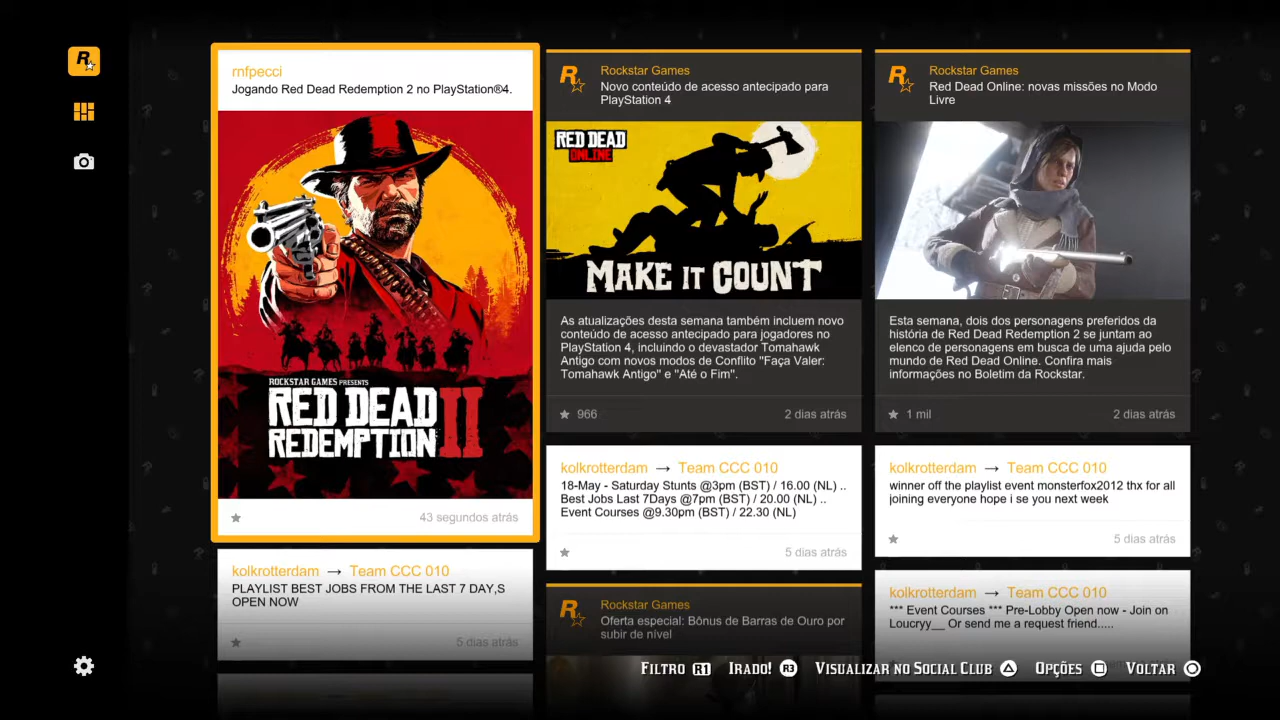 rnfpecci
Jogando Red Dead Redemption 2 no PlayStation®4.
ROCKSTAR GAMES PRESENTS
RED DEAD
REDEMPTION II
43 segundos atrás
kolkrotterdam → Team CCC 010
PLAYLIST BEST JOBS FROM THE LAST 7 DAY,S
OPEN NOW
5 dias atrás
R
Rockstar Games
Novo conteúdo de acesso antecipado para
PlayStation 4
RED DEAD
ONLINE
MAKE IT COUNT
As atualizações desta semana também incluem novo
conteúdo de acesso antecipado para jogadores no
PlayStation 4, incluindo o devastador Tomahawk
Antigo com novos modos de Conflito "Faça Valer:
Tomahawk Antigo" e "Até o Fim".
966
2 dias atrás
kolkrotterdam → Team CCC 010
18-May - Saturday Stunts @3pm (BST) / 16.00 (NL) ..
Best Jobs Last 7Days @7pm (BST) / 20.00 (NL) ..
Event Courses @9.30pm (BST) / 22.30 (NL)
5 dias atrás
R
Rockstar Games
Oferta especial: Bônus de Barras de Ouro por
subir de nível
R
Rockstar Games
Red Dead Online: novas missões no Modo
Livre
Esta semana, dois dos personagens preferidos da
história de Red Dead Redemption 2 se juntam ao
elenco de personagens em busca de uma ajuda pelo
mundo de Red Dead Online. Confira mais
informações no Boletim da Rockstar.
1 mil
2 dias atrás
kolkrotterdam → Team CCC 010
winner off the playlist event monsterfox2012 thx for all
joining everyone hope i se you next week
5 dias atrás
kolkrotterdam → Team CCC 010
*** Event Courses *** Pre-Lobby Open now - Join on
Loucryy__ Or send me a request friend.....
R
FILTRO R1 IRADO! R3 VISUALIZAR NO SOCIAL CLUB OPÇÕES VOLTAR